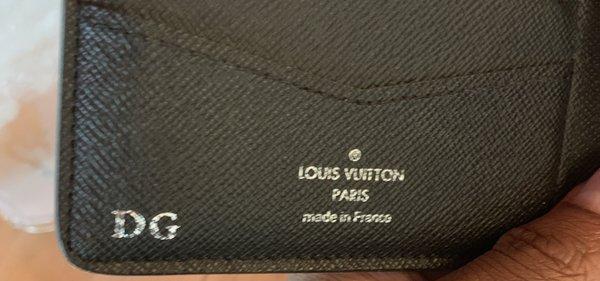 LOUIS VUITTON
PARIS
made in France
DG